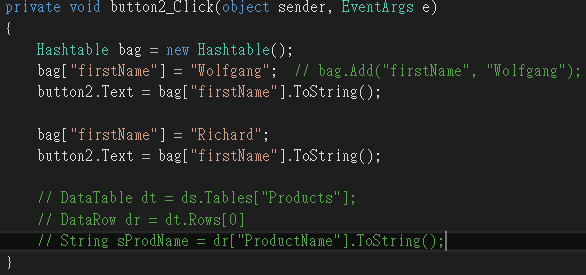 private void button2_Click(object sender, EventArgs e)
{
Hashtable bag = new Hashtable();
bag["firstName"] = "Wolfgang";  // bag.Add("firstName", "Wolfgang");
button2.Text = bag["firstName"].ToString();
bag["firstName"] = "Richard";
button2.Text = bag["firstName"].ToString();
// DataTable dt = ds.Tables["Products"];
// DataRow dr = dt.Rows[0]
// String sProdName = dr["ProductName"].ToString();
}